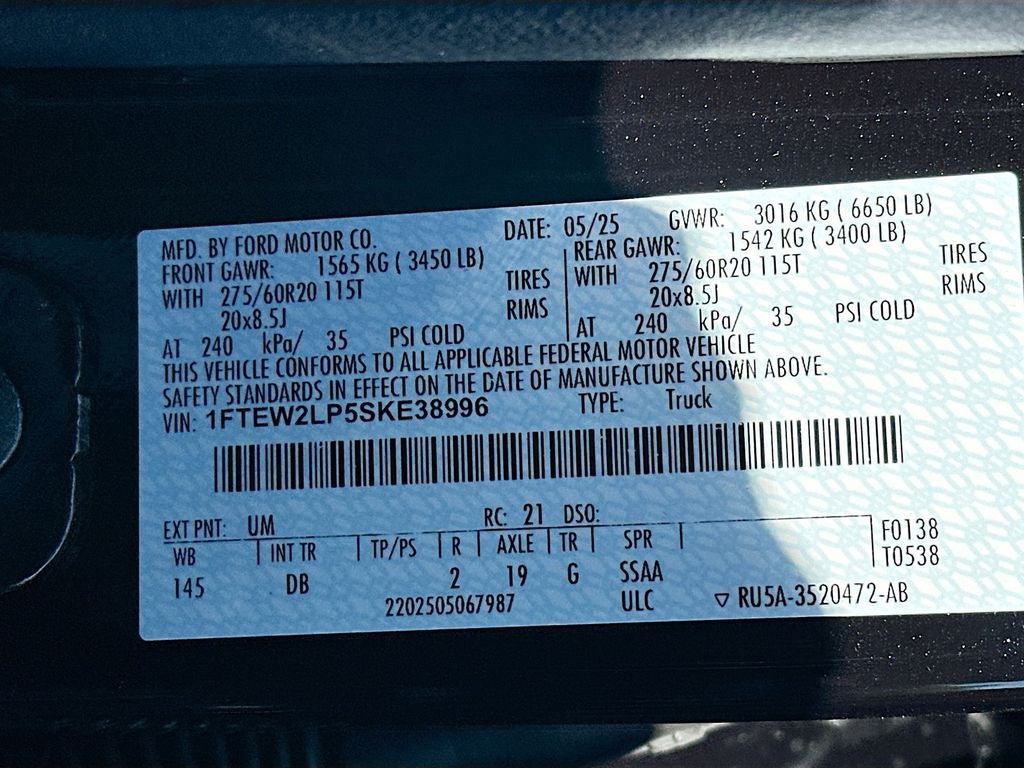 MFD. BY FORD MOTOR CO. DATE: 05/25 GVWR: 3016 KG ( 6650 LB)
FRONT GAWR: 1565 KG ( 3450 LB) REAR GAWR: 1542 KG ( 3400 LB)
WITH 275/60R20 115T TIRES WITH 275/60R20 115T TIRES
20x8.5J RIMS 20x8.5J RIMS
AT 240 kPa/ 35 PSI COLD AT 240 kPa/ 35 PSI COLD
THIS VEHICLE CONFORMS TO ALL APPLICABLE FEDERAL MOTOR VEHICLE
SAFETY STANDARDS IN EFFECT ON THE DATE OF MANUFACTURE SHOWN ABOVE.
VIN: 1FTEW2LP5SKE38996 TYPE: Truck
EXT PNT: UM RC: 21 DSO: F0138
WB INT TR TP/PS R AXLE TR SPR T0538
145 DB 2 19 G SSAA
2202505067987 ULC ▽ RU5A-3520472-AB